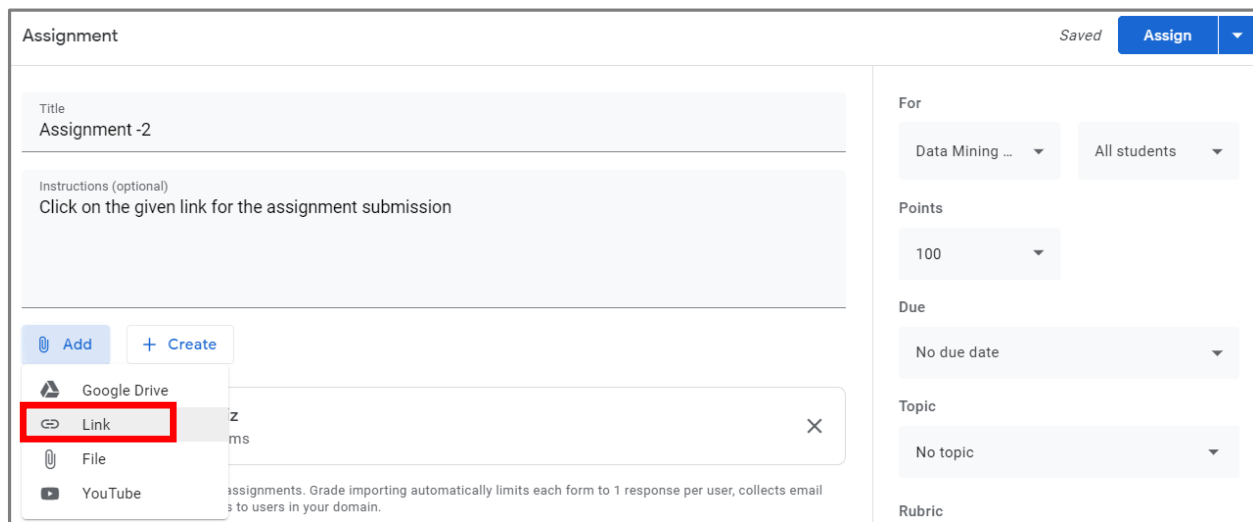 Assignment
Saved
Assign
Title
Assignment -2
Instructions (optional)
Click on the given link for the assignment submission
Add
Create
Google Drive
Link
File
YouTube
z
ms
assignments. Grade importing automatically limits each form to 1 response per user, collects email
s to users in your domain.
For
Data Mining ...
All students
Points
100
Due
No due date
Topic
No topic
Rubric